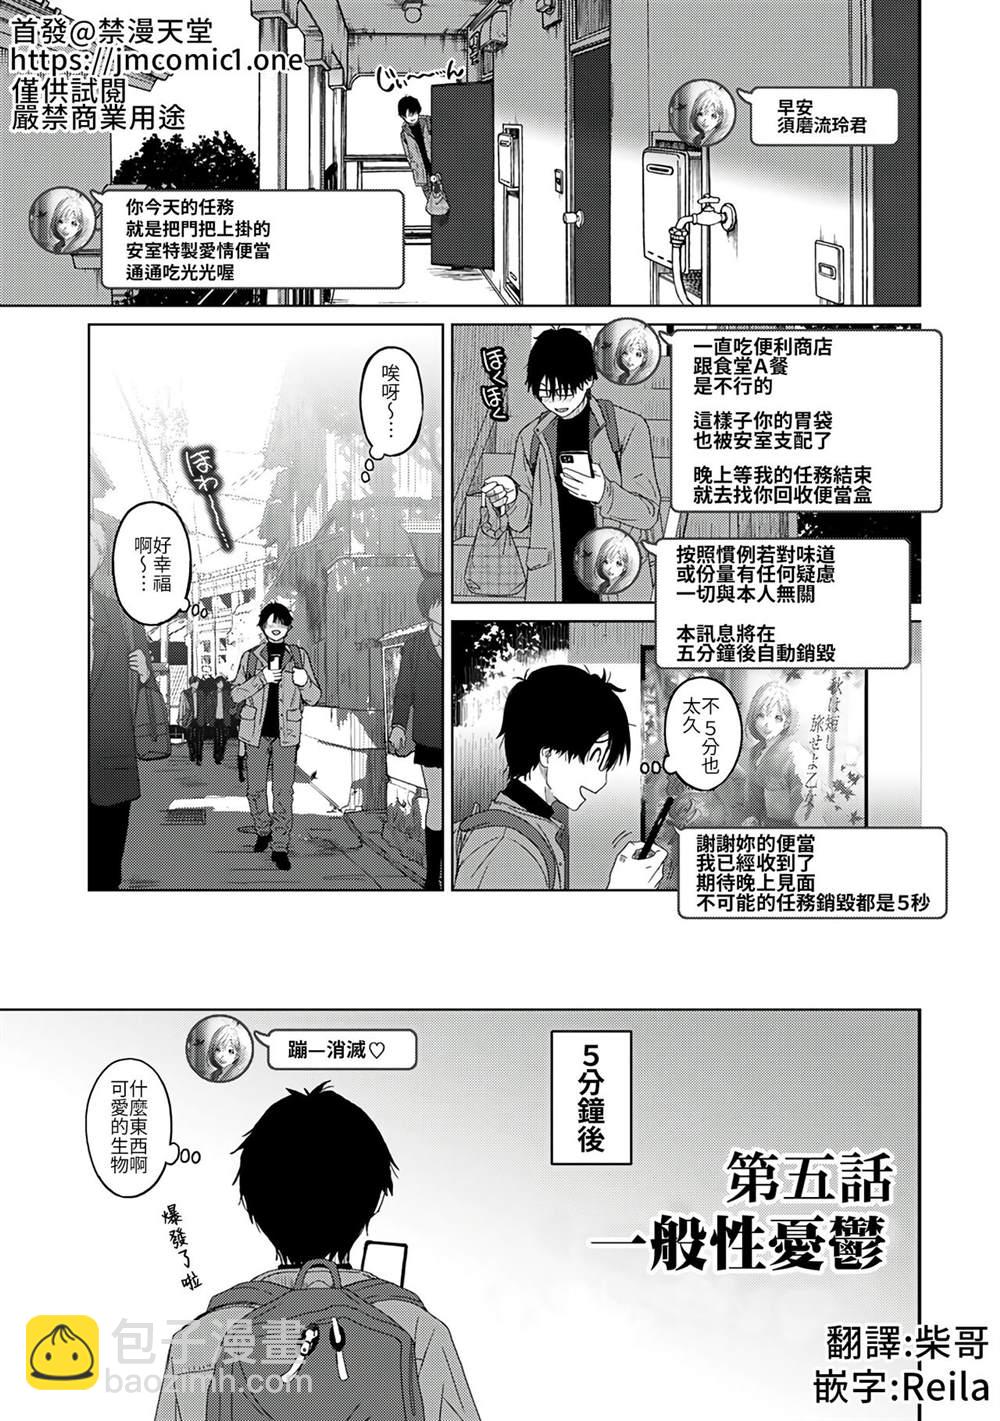 首發@禁漫天堂
https://jmcomic1.one
僅供試閱
嚴禁商業用途
じぃ〜〜ん
早安
須磨流玲君
你今天的任務
就是把門把上掛的
安室特製愛情便當
通通吃光光喔
一直吃便利商店
跟食堂A餐
是不行的
這樣子你的胃袋
也被安室支配了
晚上等我的任務結束
就去找你回收便當盒
ほくほく
唉呀〜…
ほわ〜〜
好幸福
啊〜…
按照慣例若對味道
或份量有任何疑慮
一切與本人無關
本訊息將在
五分鐘後自動銷毀
不5分也
太久
秋は短し
旅せよ乙女
謝謝妳的便當
我已經收到了
期待晚上見面
不可能的任務銷毀都是5秒
5分鐘後
蹦—消滅♡
什麼東西啊
可愛的生物
爆發了啦
第五話
一般性憂鬱
包子漫畫
baozimh.com
翻譯:柴哥
嵌字:Reila